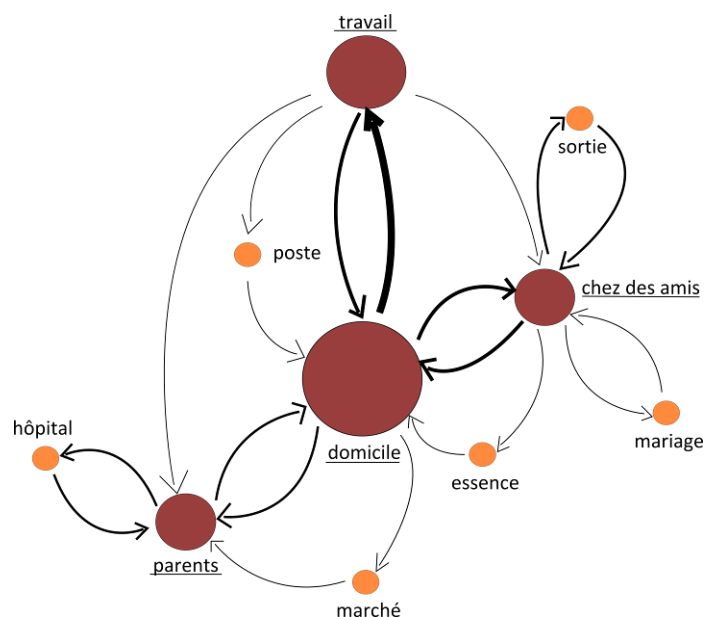 travail
sortie
poste
chez des amis
hôpital
mariage
domicile
essence
parents
marché